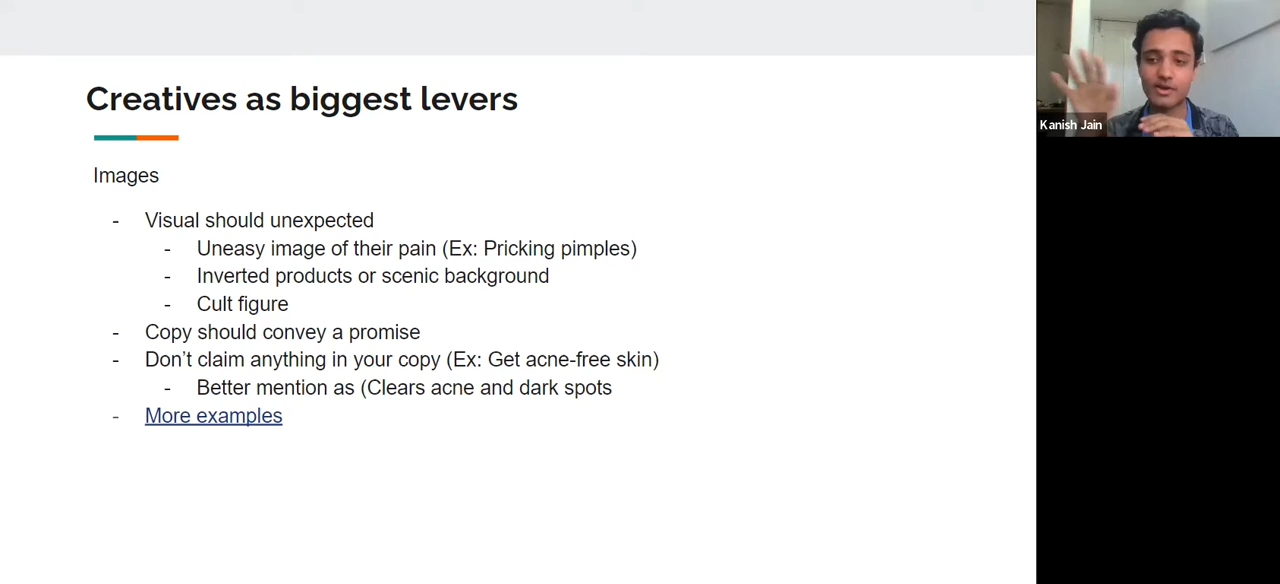 Creatives as biggest levers
Images
- Visual should unexpected
- Uneasy image of their pain (Ex: Pricking pimples)
- Inverted products or scenic background
- Cult figure
- Copy should convey a promise
- Don't claim anything in your copy (Ex: Get acne-free skin)
- Better mention as (Clears acne and dark spots
- More examples
Kanish Jain